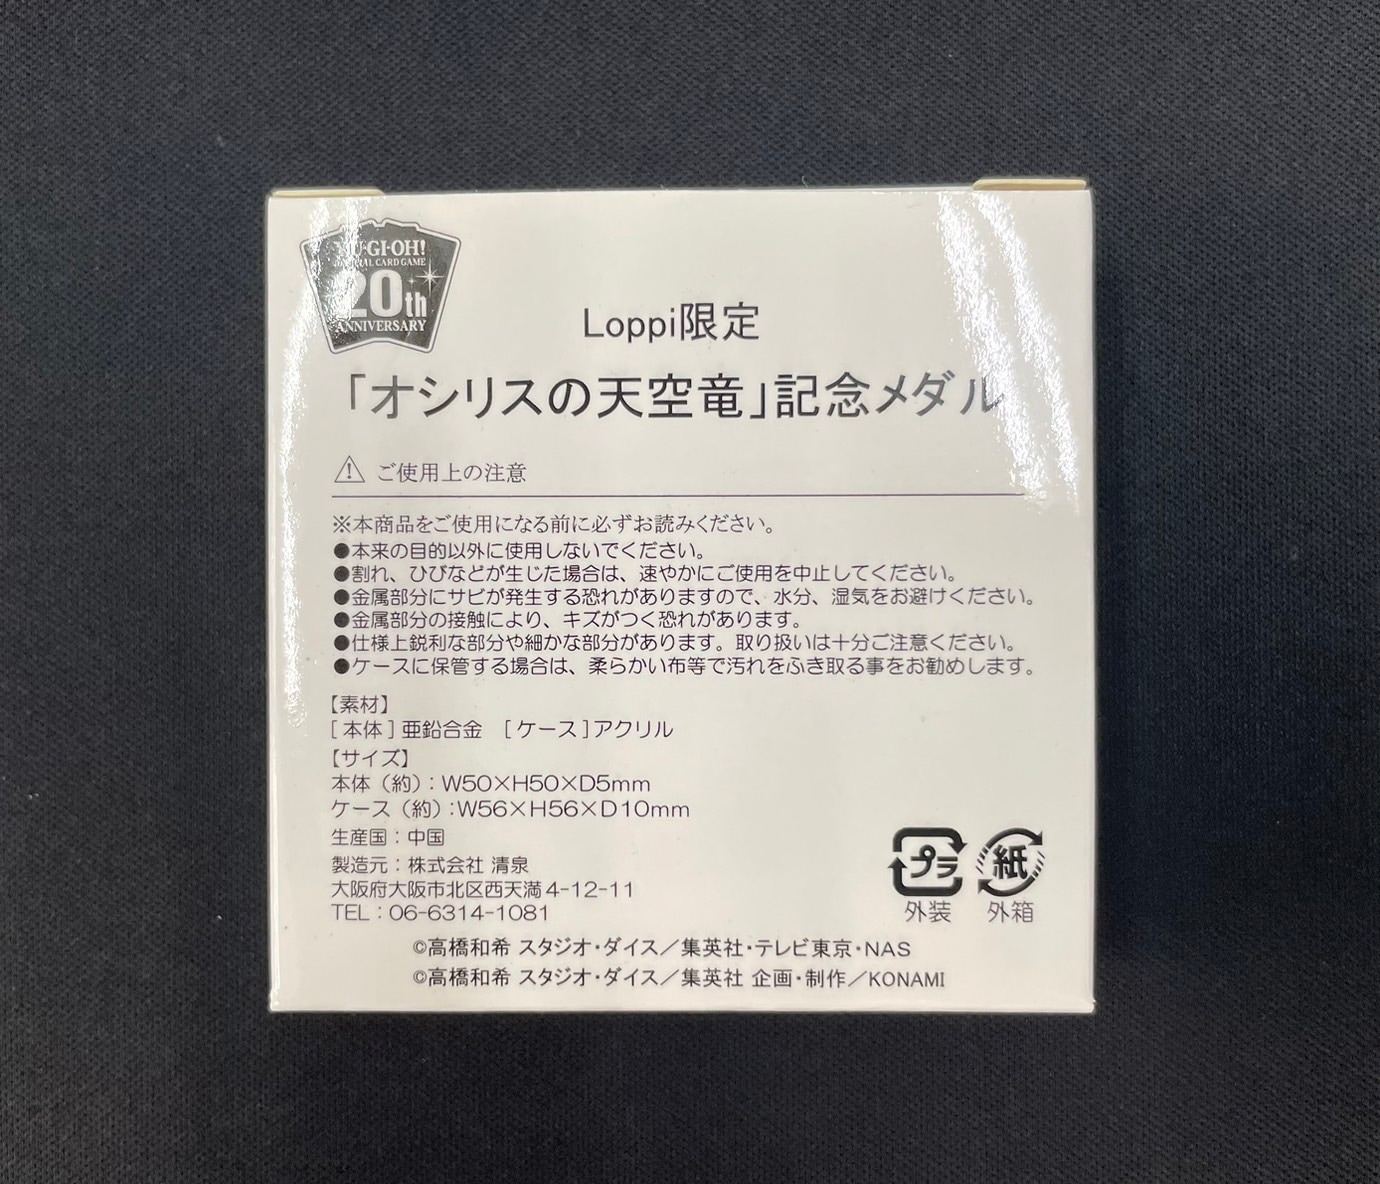 YU-GI-OH!
CARD GAME
20th
ANNIVERSARY
Loppi限定
「オシリスの天空竜」記念メダル
ご使用上の注意
※本商品をご使用になる前に必ずお読みください。
●本来の目的以外に使用しないでください。
●割れ、ひびなどが生じた場合は、速やかにご使用を中止してください。
●金属部分にサビが発生する恐れがありますので、水分、湿気をお避けください。
●金属部分の接触により、キズがつく恐れがあります。
●仕様上鋭利な部分や細かな部分があります。取り扱いは十分ご注意ください。
●ケースに保管する場合は、柔らかい布等で汚れをふき取る事をお勧めします。
【素材】
[本体]亜鉛合金 [ケース]アクリル
【サイズ】
本体(約):W50×H50×D5mm
ケース(約):W56×H56×D10mm
生産国:中国
製造元:株式会社 清泉
大阪府大阪市北区西天満4-12-11
TEL:06-6314-1081
プラ 紙
外装 外箱
©高橋和希 スタジオ・ダイス/集英社・テレビ東京・NAS
©高橋和希 スタジオ・ダイス/集英社 企画・制作/KONAMI